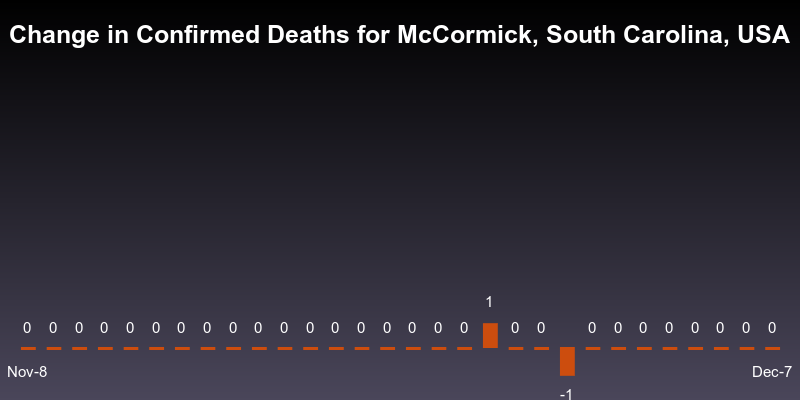 Change in Confirmed Deaths for McCormick, South Carolina, USA
1
0 0 0 0 0 0 0 0 0 0 0 0 0 0 0 0 0 0 0 0 0 0 0 0 0 0 0 0
Nov-8 Dec-7
-1